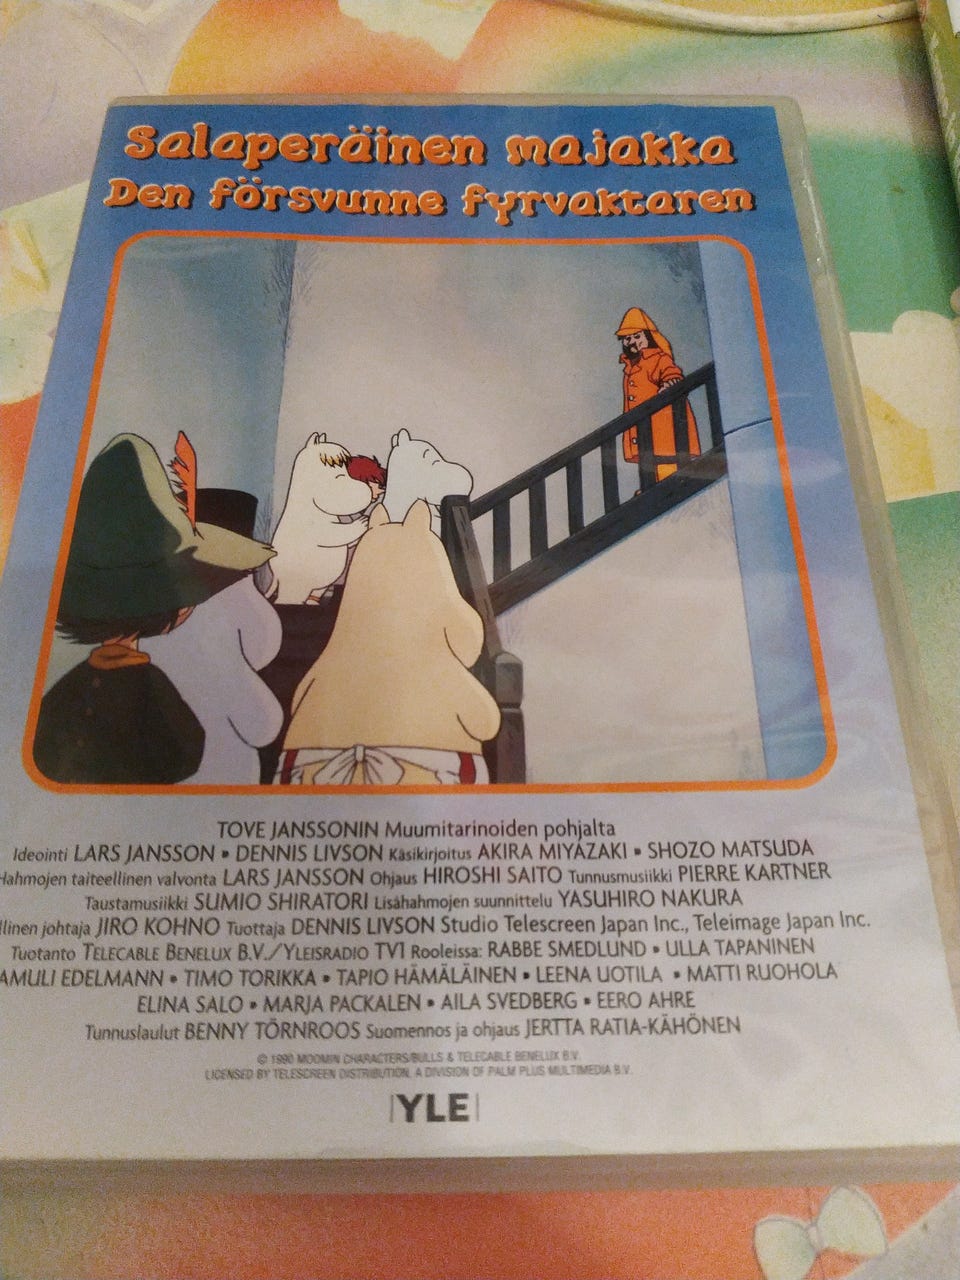 Salaperäinen majakka
Den försvunne fyrvaktaren
TOVE JANSSONIN Muumitarinoiden pohjalta
Ideointi LARS JANSSON • DENNIS LIVSON Käsikirjoitus AKIRA MIYAZAKI • SHOZO MATSUDA
Hahmojen taiteellinen valvonta LARS JANSSON Ohjaus HIROSHI SAITO Tunnusmusiikki PIERRE KARTNER
Taustamusiikki SUMIO SHIRATORI Lisähahmojen suunnittelu YASUHIRO NAKURA
llinen johtaja JIRO KOHNO Tuottaja DENNIS LIVSON Studio Telescreen Japan Inc., Teleimage Japan Inc.
Tuotanto TELECABLE BENELUX B.V./YLEISRADIO TV1 Rooleissa: RABBE SMEDLUND • ULLA TAPANINEN
AMULI EDELMANN • TIMO TORIKKA • TAPIO HÄMÄLÄINEN • LEENA UOTILA • MATTI RUOHOLA
ELINA SALO • MARJA PACKALEN • AILA SVEDBERG • EERO AHRE
Tunnuslaulut BENNY TÖRNROOS Suomennos ja ohjaus JERTTA RATIA-KÄHÖNEN
© 1990 MOOMIN CHARACTERS/BULLS & TELECABLE BENELUX B.V.
LICENSED BY TELESCREEN DISTRIBUTION, A DIVISION OF PALM PLUS MULTIMEDIA B.V.
YLE